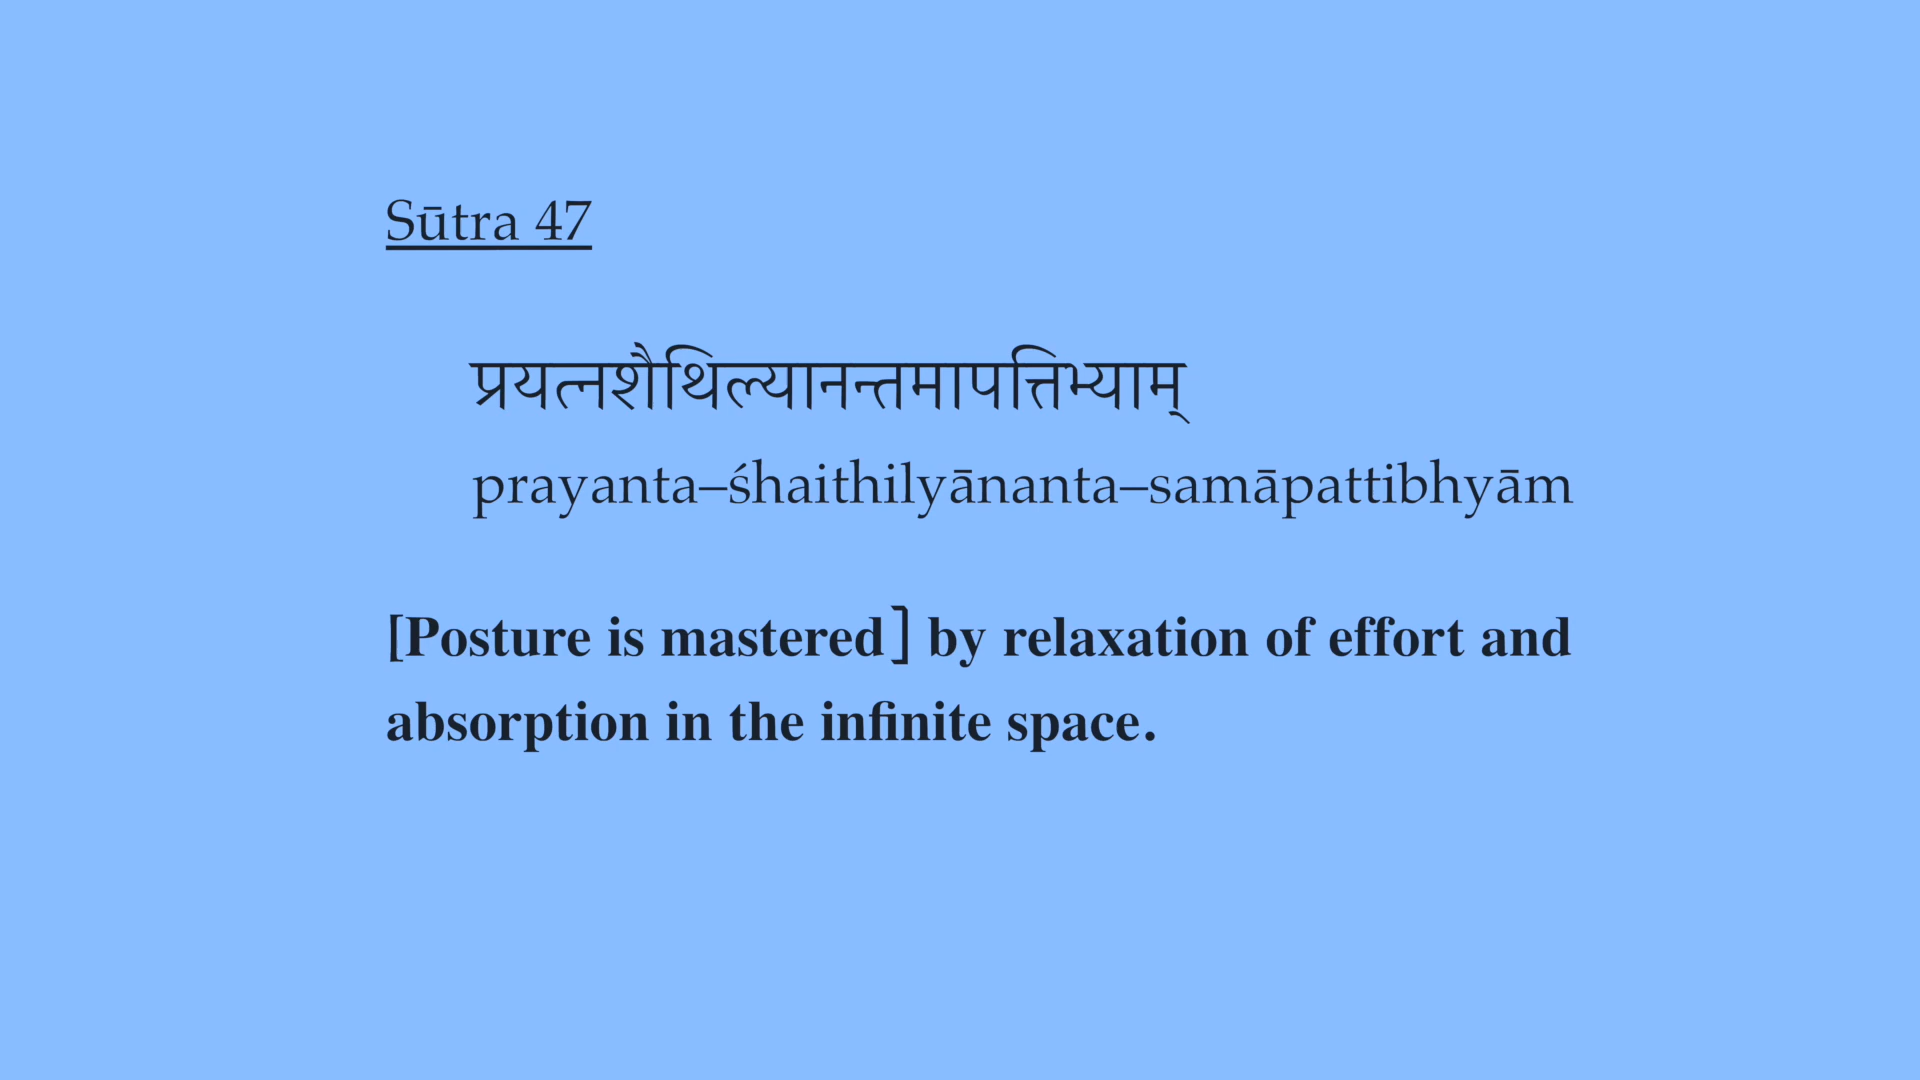 Sūtra 47
प्रयत्नशैथिल्यानन्तमापत्तिभ्याम्
prayanta–śhaithilyānanta–samāpattibhyām
[Posture is mastered] by relaxation of effort and
absorption in the infinite space.